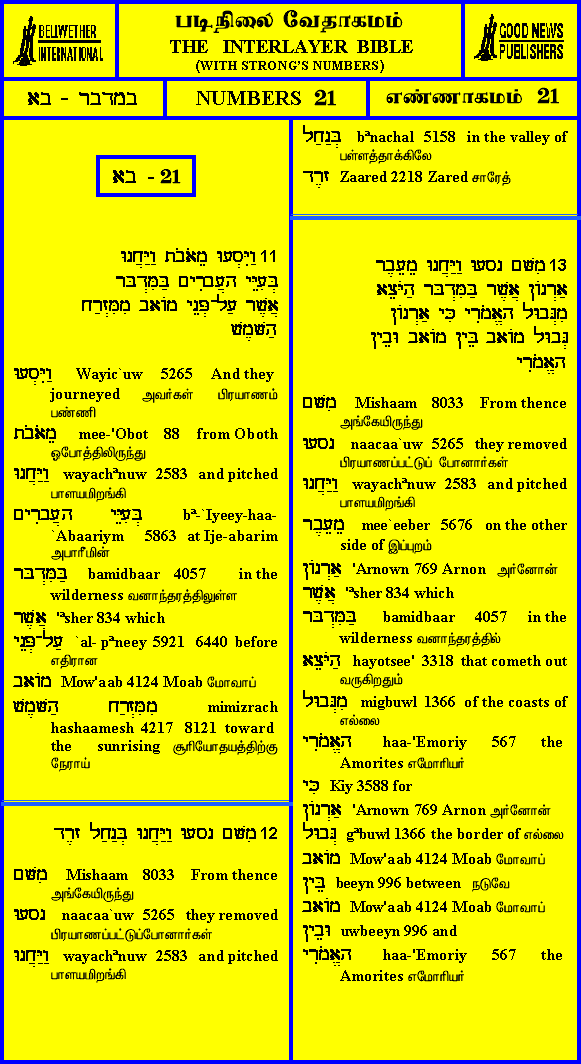 BELLWETHER
INTERNATIONAL
படிநிலை வேதாகமம்
THE INTERLAYER BIBLE
(WITH STRONG'S NUMBERS)
GOOD NEWS
PUBLISHERS
במדבר - בא
NUMBERS 21
எண்ணாகமம் 21
בא - 21
11 וַיִּסְעוּ מֵאֹבֹת וַיַּחֲנוּ
בְּעִיֵּי הָעֲבָרִים בַּמִּדְבָּר
אֲשֶׁר עַל־פְּנֵי מוֹאָב מִמִּזְרַח
הַשָּׁמֶשׁ
וַיִּסְעוּ Wayic`uw 5265 And they
journeyed அவர்கள் பிரயாணம்
பண்ணி
מֵאֹבֹת mee-'Obot 88 from Oboth
ஒபோத்திலிருந்து
וַיַּחֲנוּ wayachªnuw 2583 and pitched
பாளயமிறங்கி
בְּעִיֵּי הָעֲבָרִים bª-`Iyeey-haa-
`Abaariym 5863 at Ije-abarim
அபாரீமின்
בַּמִּדְבָּר bamidbaar 4057 in the
wilderness வனாந்தரத்திலுள்ள
אֲשֶׁר 'ªsher 834 which
עַל־פְּנֵי `al- pªneey 5921 6440 before
எதிரான
מוֹאָב Mow'aab 4124 Moab மோவாப்
מִמִּזְרַח הַשָּׁמֶשׁ mimizrach
hashaamesh 4217 8121 toward
the sunrising சூரியோதயத்திற்கு
நேராய்
12 מִשָּׁם נָסָעוּ וַיַּחֲנוּ בְּנַחַל זָרֶד
מִשָּׁם Mishaam 8033 From thence
அங்கேயிருந்து
נָסָעוּ naacaa`uw 5265 they removed
பிரயாணப்பட்டுப்போனார்கள்
וַיַּחֲנוּ wayachªnuw 2583 and pitched
பாளயமிறங்கி
בְּנַחַל bªnachal 5158 in the valley of
பள்ளத்தாக்கிலே
זָרֶד Zaared 2218 Zared சாரேத்
13 מִשָּׁם נָסָעוּ וַיַּחֲנוּ מֵעֵבֶר
אַרְנוֹן אֲשֶׁר בַּמִּדְבָּר הַיֹּצֵא
מִגְּבוּל הָאֱמֹרִי כִּי אַרְנוֹן
גְּבוּל מוֹאָב בֵּין מוֹאָב וּבֵין
הָאֱמֹרִי
מִשָּׁם Mishaam 8033 From thence
அங்கேயிருந்து
נָסָעוּ naacaa`uw 5265 they removed
பிரயாணப்பட்டுப் போனார்கள்
וַיַּחֲנוּ wayachªnuw 2583 and pitched
பாளயமிறங்கி
מֵעֵבֶר mee`eeber 5676 on the other
side of இப்புறம்
אַרְנוֹן 'Arnown 769 Arnon அர்னோன்
אֲשֶׁר 'ªsher 834 which
בַּמִּדְבָּר bamidbaar 4057 in the
wilderness வனாந்தரத்தில்
הַיֹּצֵא hayotsee' 3318 that cometh out
வருகிறதும்
מִגְּבוּל migbuwl 1366 of the coasts of
எல்லை
הָאֱמֹרִי haa-'Emoriy 567 the
Amorites எமோரியர்
כִּי Kiy 3588 for
אַרְנוֹן 'Arnown 769 Arnon அர்னோன்
גְּבוּל gªbuwl 1366 the border of எல்லை
מוֹאָב Mow'aab 4124 Moab மோவாப்
בֵּין beeyn 996 between நடுவே
מוֹאָב Mow'aab 4124 Moab மோவாப்
וּבֵין uwbeeyn 996 and
הָאֱמֹרִי haa-'Emoriy 567 the
Amorites எமோரியர்